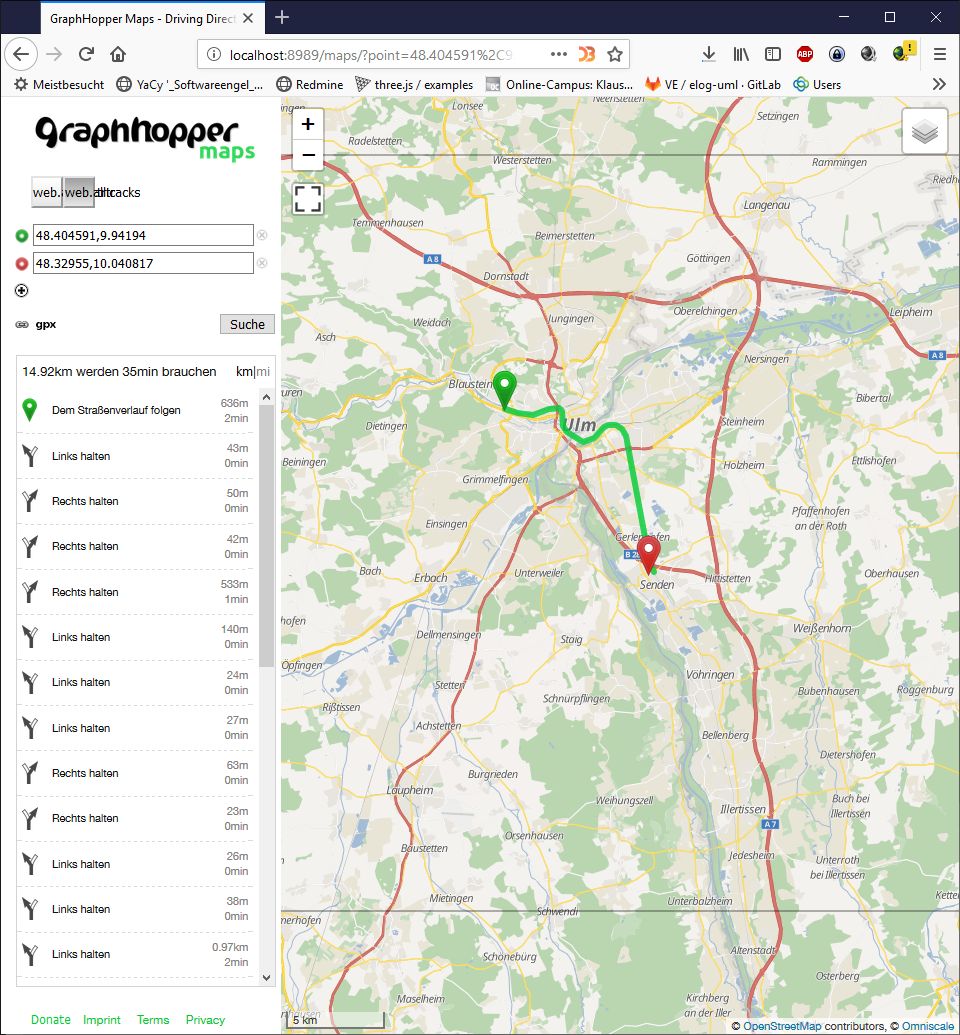 GraphHopper Maps - Driving Direct
localhost:8989/maps/?point=48.404591%2C9
Meistbesucht
YaCy '_Softwareengel_...
Redmine
three.js / examples
Online-Campus: Klaus...
VE / elog-uml · GitLab
Users
graphhopper
maps
48.404591,9.94194
48.32955,10.040817
gpx
Suche
14.92km werden 35min brauchen
km|mi
Dem Straßenverlauf folgen
636m
2min
Links halten
43m
0min
Rechts halten
50m
0min
Rechts halten
42m
0min
Rechts halten
533m
1min
Links halten
140m
0min
Links halten
24m
0min
Links halten
27m
0min
Rechts halten
63m
0min
Rechts halten
23m
0min
Links halten
26m
0min
Links halten
38m
0min
Links halten
0.97km
2min
Donate
Imprint
Terms
Privacy
+
−
Lonsee
Neenstetten
Setzingen
Radelstetten
Westerstetten
Rammingen
Langenau
Temmenhausen
Beimerstetten
A 8
Göttingen
Dornstadt
Leipheim
Oberelchingen
Weidach
Jungingen
Asch
Nersingen
A 8
Blaustein
Bibertal
Dietingen
Ulm
Steinheim
Beiningen
Holzheim
Ettlishofen
Grimmelfingen
Pfaffenhofen
an der Roth
Einsingen
Bach
Erbach
Unterweiler
Senden
Hittistetten
Oberhausen
Dellmensingen
Staig
Weißenhorn
Öpfingen
Vöhringen
Stetten
Schnurpflingen
Bubenhausen
Roggenburg
Rißtissen
Achstetten
Bellenberg
Dietershofen
Burgrieden
Laupheim
Weihungszell
Buch bei
Illertissen
Illertissen
A 7
Orsenhausen
Baustetten
Jedesheim
Unterroth
bei Illertissen
Mietingen
Schwendi
Unterbalzheim
Altenstadt
Schönebürg
Osterberg
Maselheim
Kirchberg
an der Iller
5 km
© OpenStreetMap contributors, © Omniscale